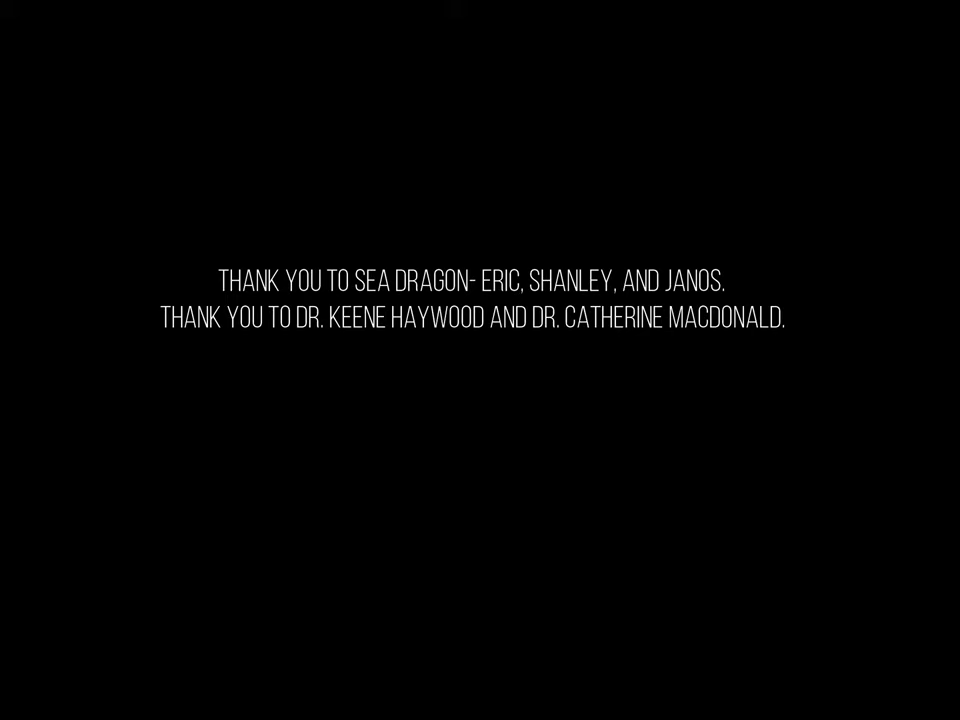 THANK YOU TO SEA DRAGON- ERIC, SHANLEY, AND JANOS.
THANK YOU TO DR. KEENE HAYWOOD AND DR. CATHERINE MACDONALD.